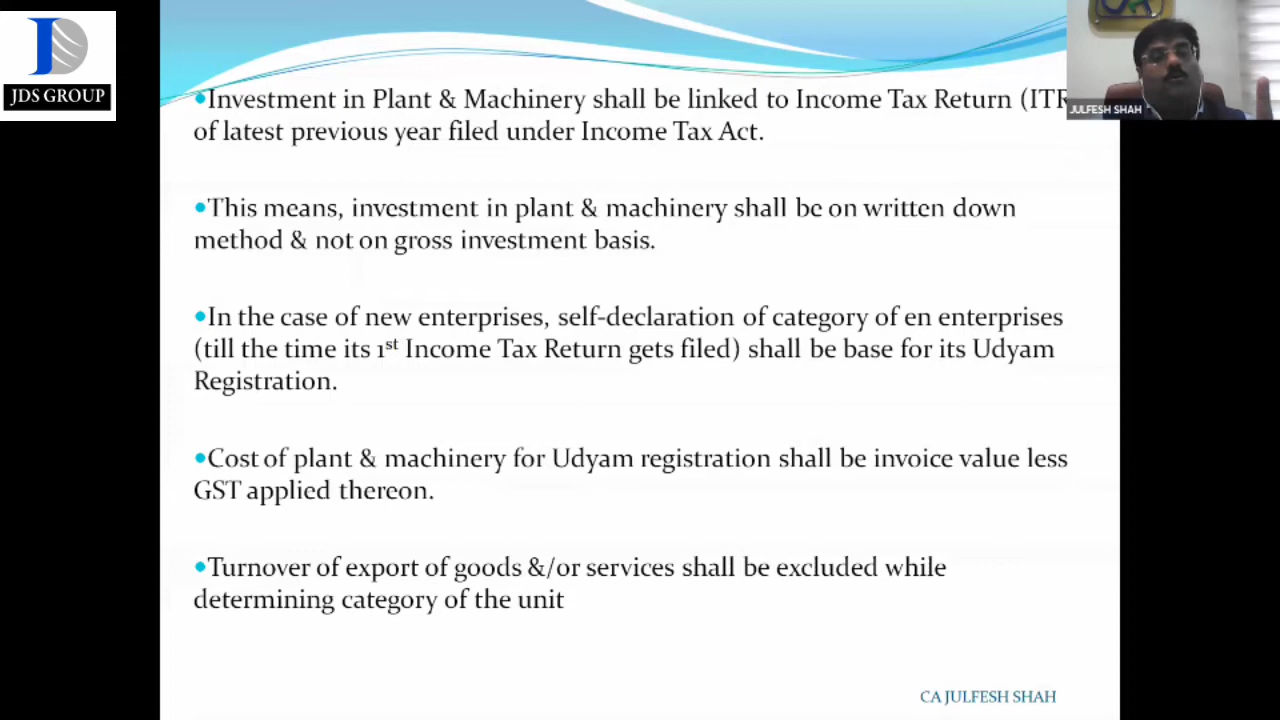 JDS GROUP
JULFESH SHAH
•Investment in Plant & Machinery shall be linked to Income Tax Return (ITR
of latest previous year filed under Income Tax Act.
•This means, investment in plant & machinery shall be on written down
method & not on gross investment basis.
•In the case of new enterprises, self-declaration of category of en enterprises
(till the time its 1st Income Tax Return gets filed) shall be base for its Udyam
Registration.
•Cost of plant & machinery for Udyam registration shall be invoice value less
GST applied thereon.
•Turnover of export of goods &/or services shall be excluded while
determining category of the unit
CA JULFESH SHAH